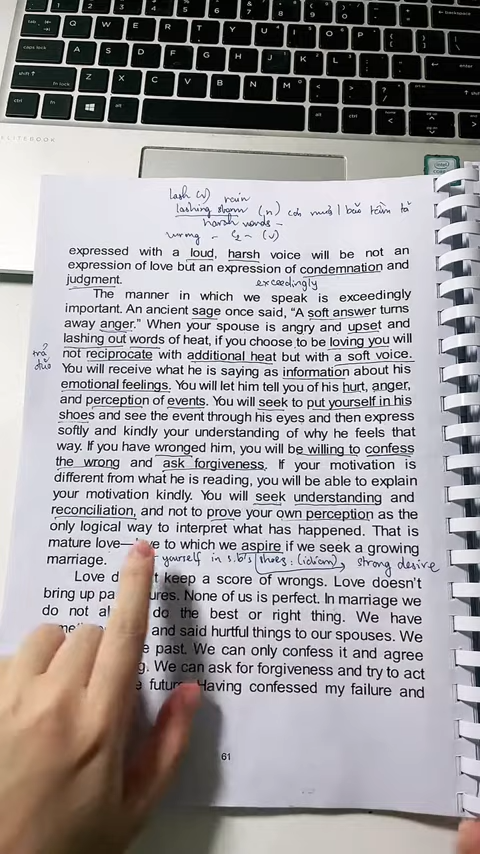 lash (v) rain
lashing storm (n) cơn mưa / bão tầm tã
harsh words
wrong (v)
expressed with a loud, harsh voice will be not an
expression of love but an expression of condemnation and
judgment.
exceedingly
The manner in which we speak is exceedingly
important. An ancient sage once said, "A soft answer turns
away anger." When your spouse is angry and upset and
lashing out words of heat, if you choose to be loving you will
trả đũa
not reciprocate with additional heat but with a soft voice.
You will receive what he is saying as information about his
emotional feelings. You will let him tell you of his hurt, anger,
and perception of events. You will seek to put yourself in his
shoes and see the event through his eyes and then express
softly and kindly your understanding of why he feels that
way. If you have wronged him, you will be willing to confess
the wrong and ask forgiveness. If your motivation is
different from what he is reading, you will be able to explain
your motivation kindly. You will seek understanding and
reconciliation, and not to prove your own perception as the
only logical way to interpret what has happened. That is
mature love—love to which we aspire if we seek a growing
marriage. yourself in s.b's shoes: (idiom) strong desire
Love keep a score of wrongs. Love doesn't
bring up None of us is perfect. In marriage we
do not do the best or right thing. We have
and said hurtful things to our spouses. We
past. We can only confess it and agree
We can ask for forgiveness and try to act
future. Having confessed my failure and
61